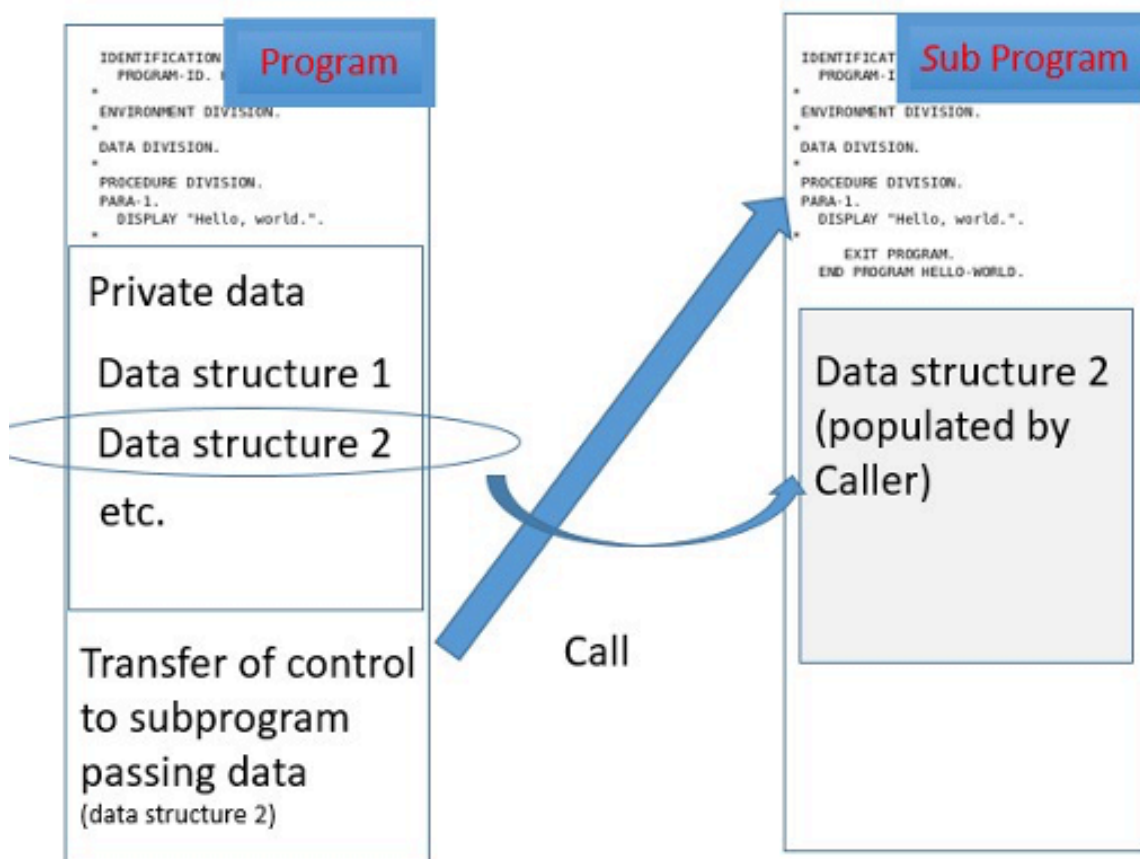 Program
IDENTIFICATION
PROGRAM-ID.
*
ENVIRONMENT DIVISION.
*
DATA DIVISION.
*
PROCEDURE DIVISION.
PARA-1.
DISPLAY "Hello, world.".
*
Private data
Data structure 1
Data structure 2
etc.
Transfer of control
to subprogram
passing data
(data structure 2)
Call
Sub Program
IDENTIFICAT
PROGRAM-I
*
ENVIRONMENT DIVISION.
*
DATA DIVISION.
*
PROCEDURE DIVISION.
PARA-1.
DISPLAY "Hello, world.".
*
EXIT PROGRAM.
END PROGRAM HELLO-WORLD.
Data structure 2
(populated by
Caller)